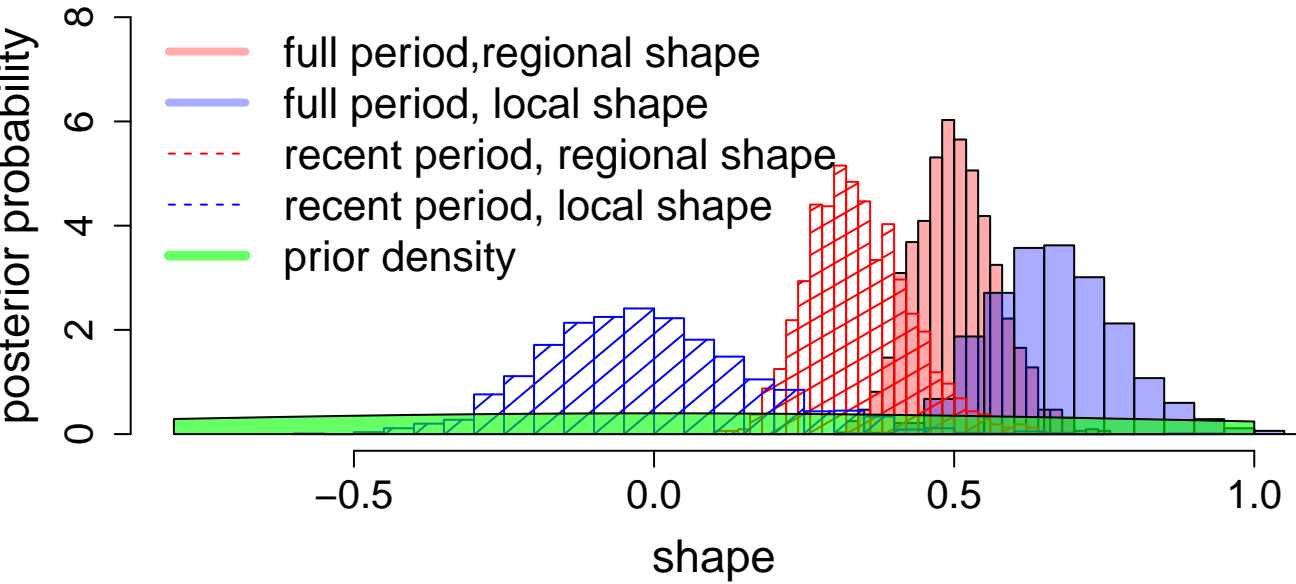 posterior probability
8
6
4
2
0
full period,regional shape
full period, local shape
recent period, regional shape
recent period, local shape
prior density
−0.5 0.0 0.5 1.0
shape